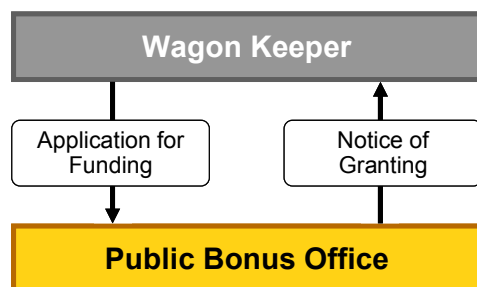 Wagon Keeper
Application for
Funding
Notice of
Granting
Public Bonus Office